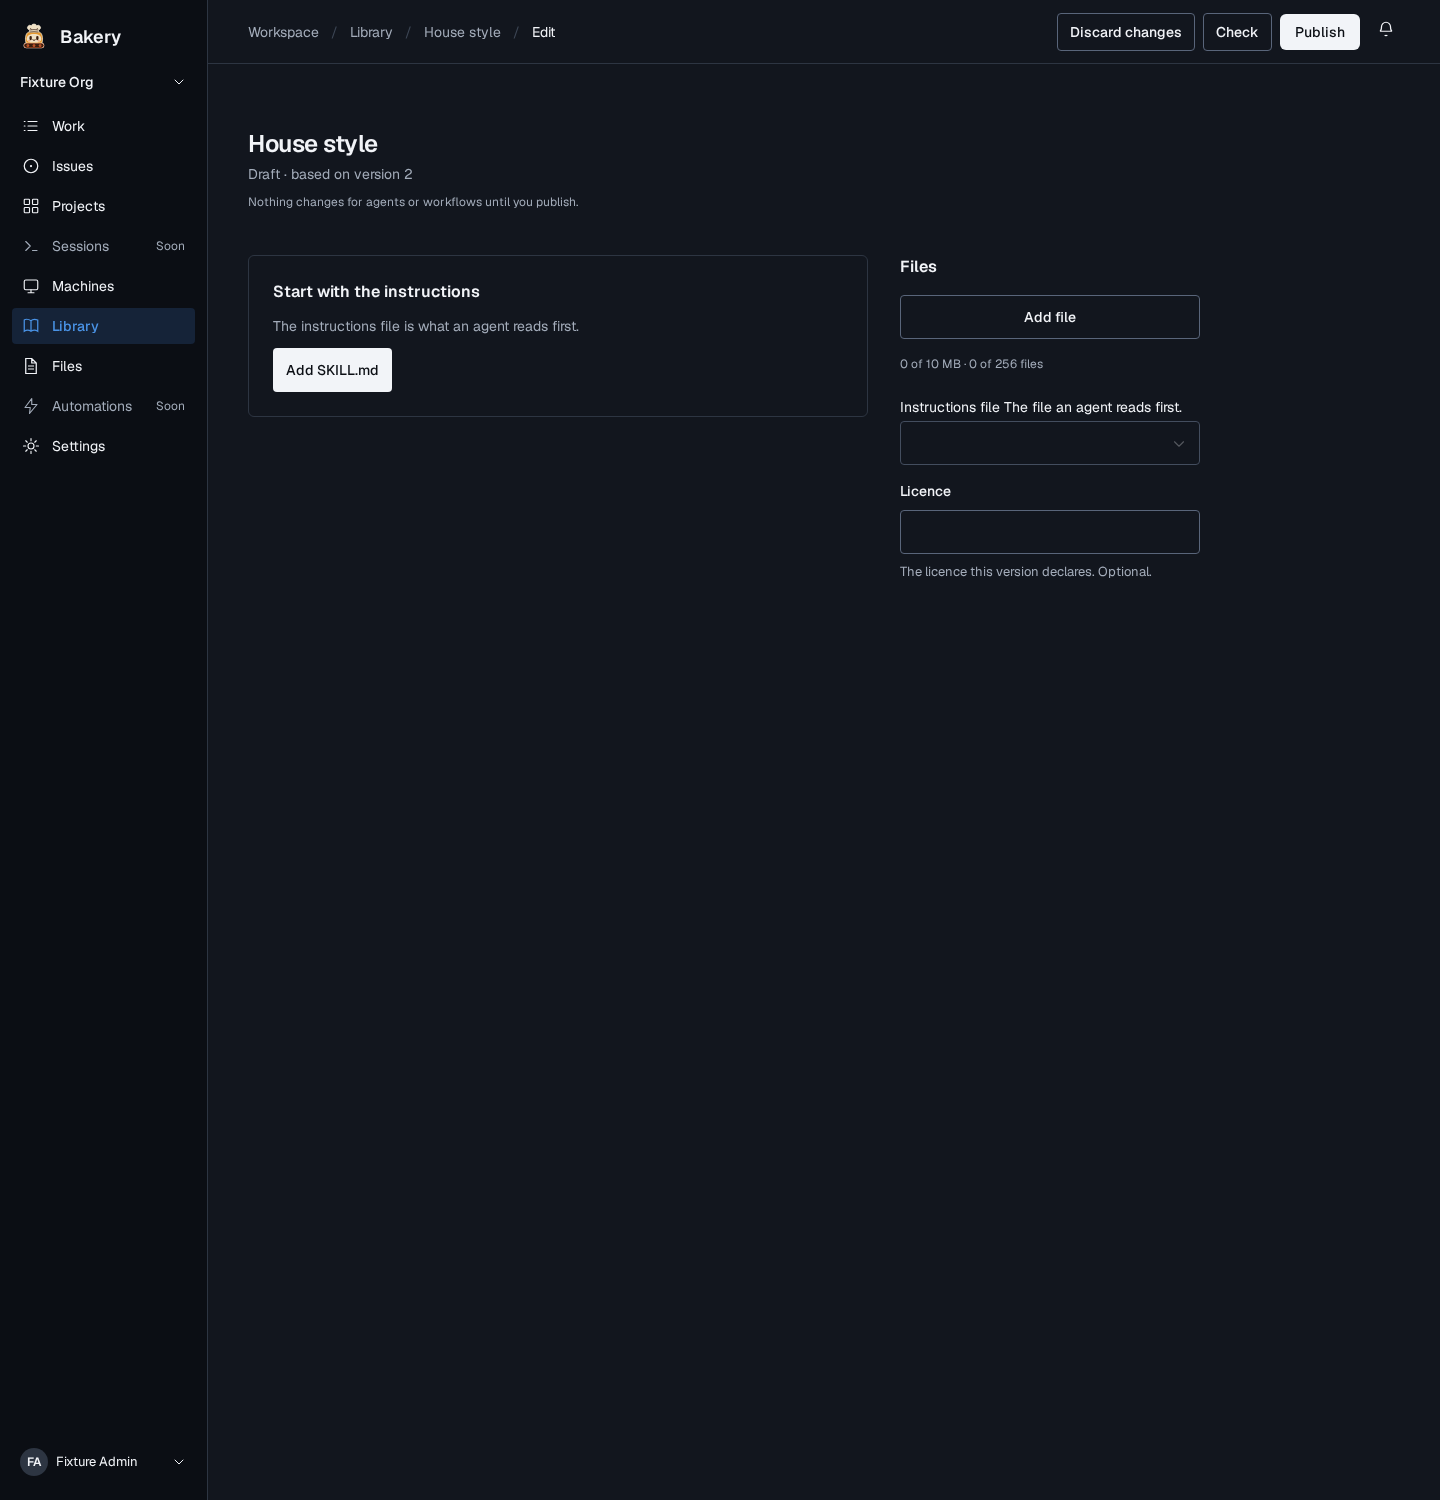 Bakery
Fixture Org
Work
Issues
Projects
Sessions Soon
Machines
Library
Files
Automations Soon
Settings
FA Fixture Admin
Workspace / Library / House style / Edit
Discard changes Check Publish
House style
Draft · based on version 2
Nothing changes for agents or workflows until you publish.
Start with the instructions
The instructions file is what an agent reads first.
Add SKILL.md
Files
Add file
0 of 10 MB · 0 of 256 files
Instructions file The file an agent reads first.
Licence
The licence this version declares. Optional.